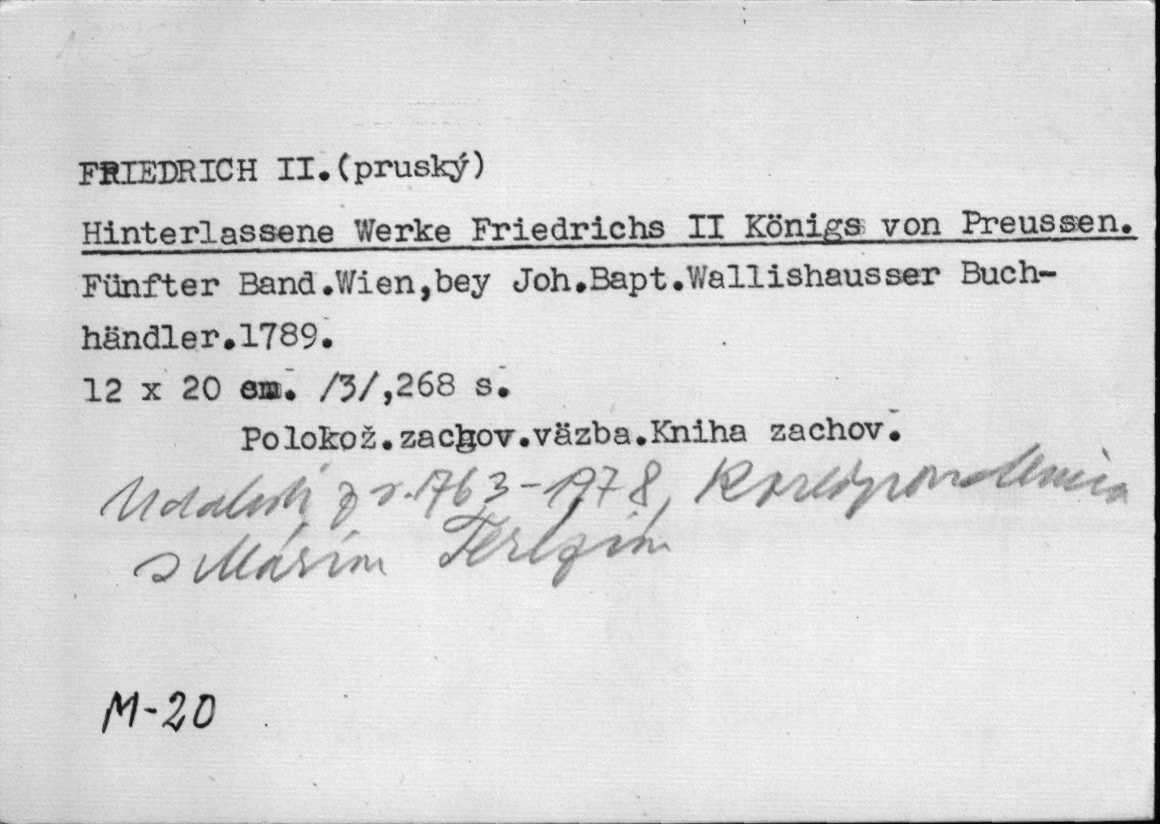 FRIEDRICH II.(pruský)
Hinterlassene Werke Friedrichs II Königs von Preussen.
Fünfter Band.Wien,bey Joh.Bapt.Wallishausser Buch-
händler.1789.
12 x 20 cm. /3/,268 s.
Polokož.zachov.väzba.Kniha zachov.
Udalosti z r.1763-1978, Korešpondencia
s Máriou Teréziou
M-20